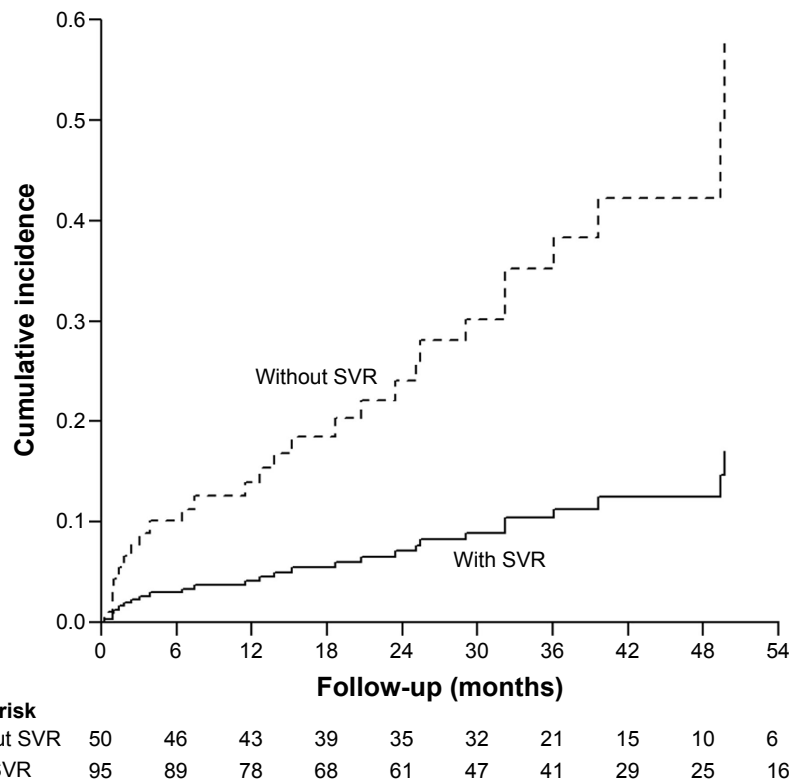 0.6
0.5
0.4
0.3
0.2
0.1
0.0
Cumulative incidence
Without SVR
With SVR
0 6 12 18 24 30 36 42 48 54
Follow-up (months)
risk
SVR 50 46 43 39 35 32 21 15 10 6
SVR 95 89 78 68 61 47 41 29 25 16